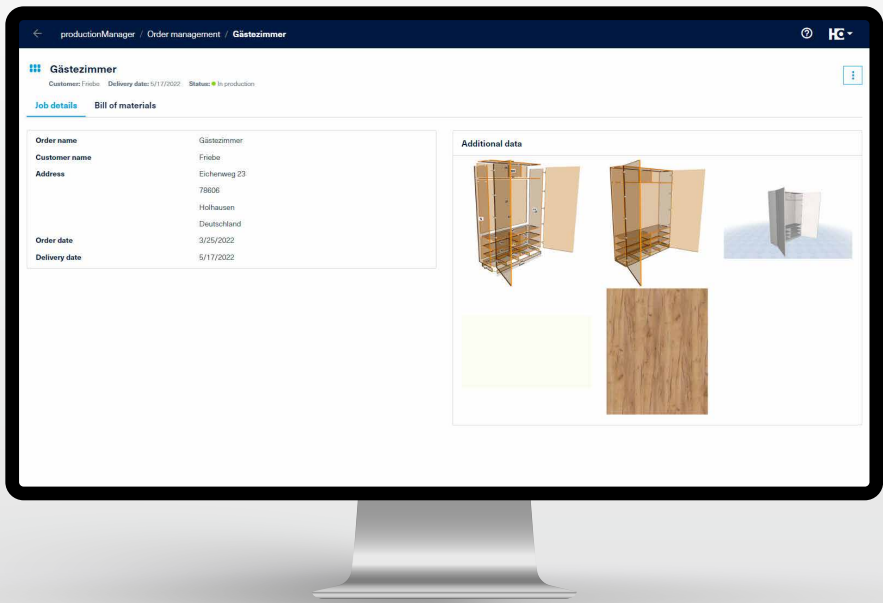 productionManager / Order management / Gästezimmer
Gästezimmer
Customer: Friebe Delivery date: 5/17/2022 Status: In production
Job details Bill of materials
Order name Gästezimmer
Customer name Friebe
Address Eichenweg 23
78606
Holhausen
Deutschland
Order date 3/25/2022
Delivery date 5/17/2022
Additional data